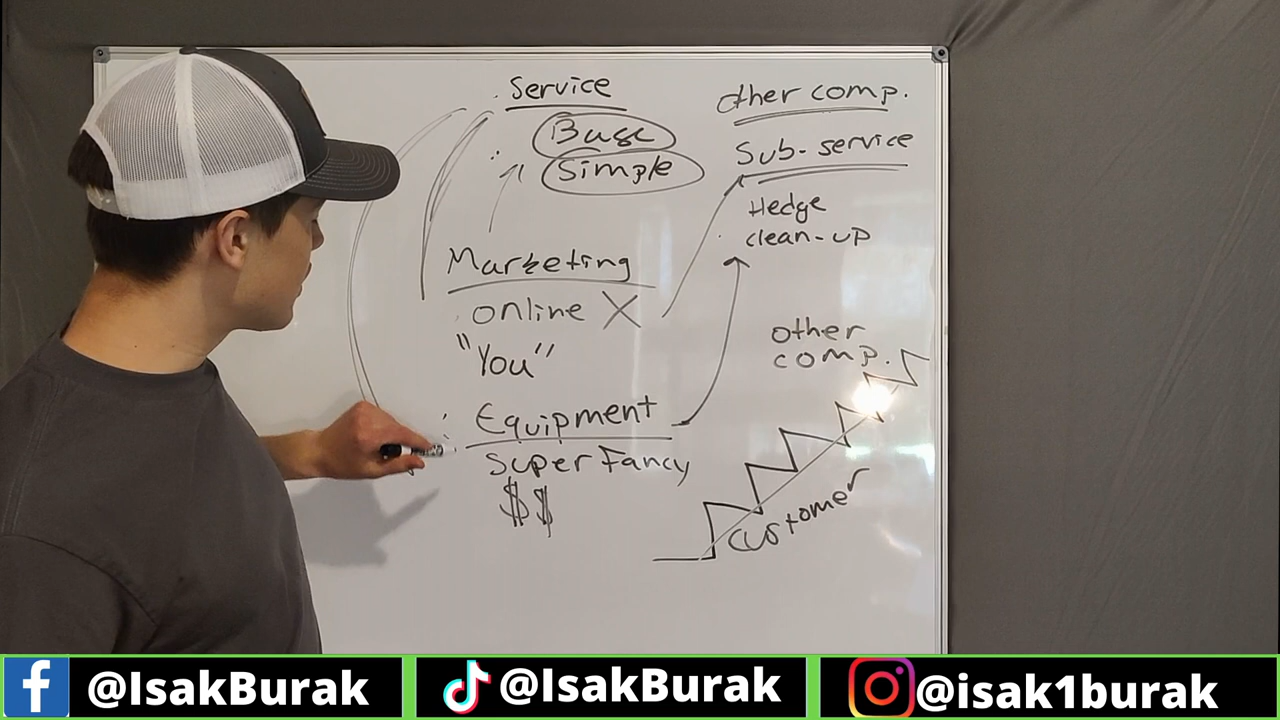 Service
Base
Simple
Marketing
online X
"You"
Equipment
Super Fancy
$$
other comp.
Sub-service
Hedge
clean-up
other
comp.
customer
@IsakBurak
@IsakBurak
@isak1burak